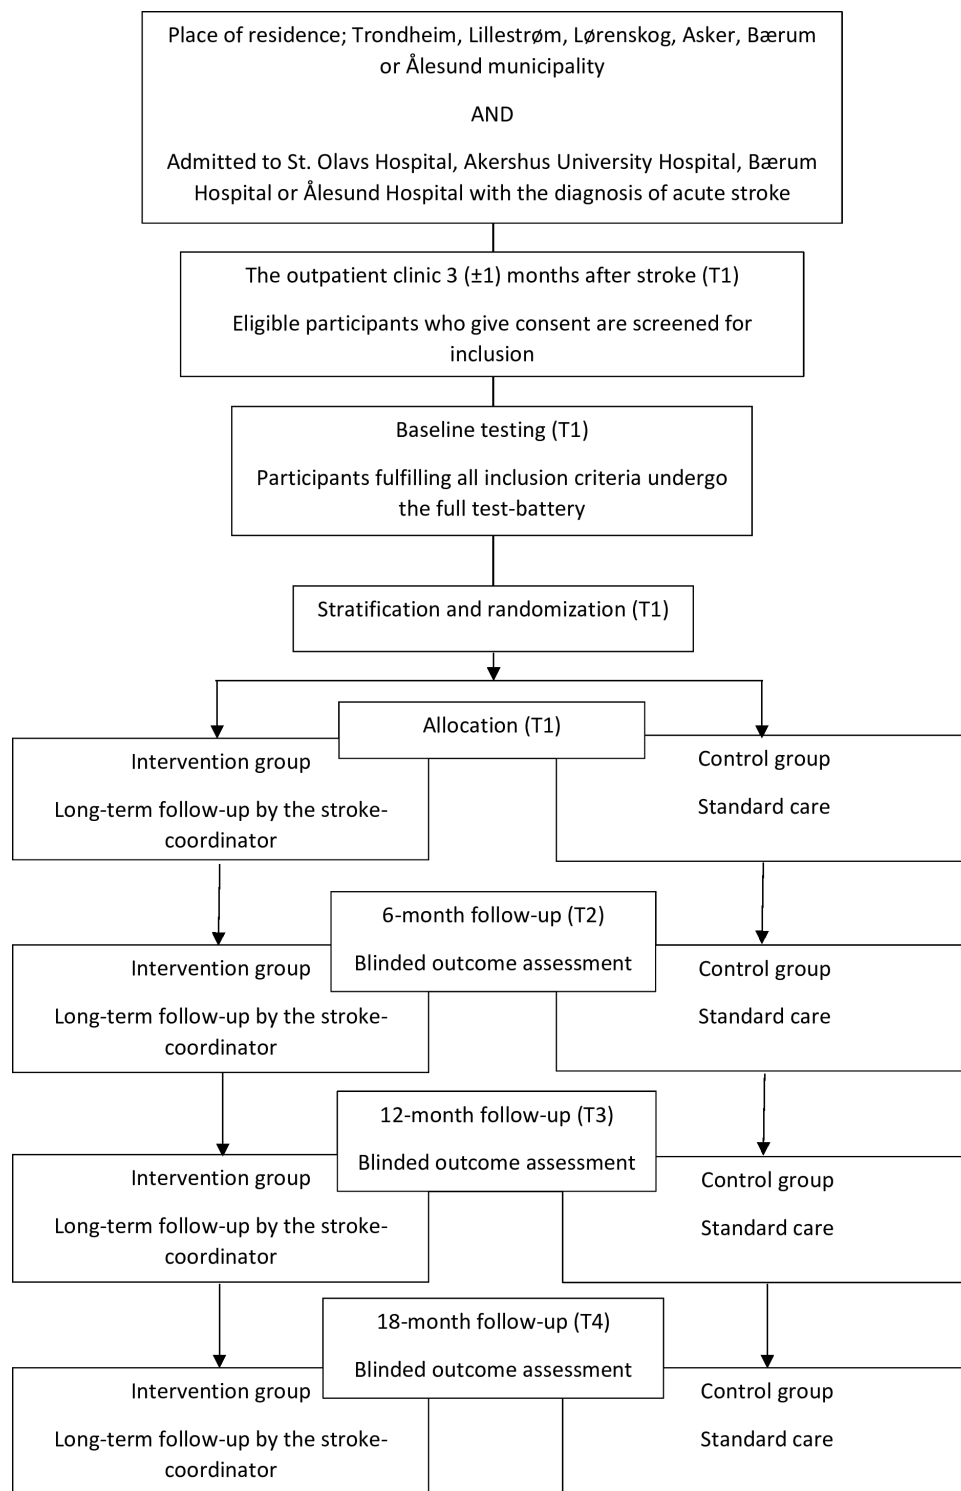 Place of residence; Trondheim, Lillestrøm, Lørenskog, Asker, Bærum
or Ålesund municipality
AND
Admitted to St. Olavs Hospital, Akershus University Hospital, Bærum
Hospital or Ålesund Hospital with the diagnosis of acute stroke
The outpatient clinic 3 (±1) months after stroke (T1)
Eligible participants who give consent are screened for
inclusion
Baseline testing (T1)
Participants fulfilling all inclusion criteria undergo
the full test-battery
Stratification and randomization (T1)
Allocation (T1)
Intervention group
Long-term follow-up by the stroke-
coordinator
Control group
Standard care
6-month follow-up (T2)
Blinded outcome assessment
Intervention group
Long-term follow-up by the stroke-
coordinator
Control group
Standard care
12-month follow-up (T3)
Blinded outcome assessment
Intervention group
Long-term follow-up by the stroke-
coordinator
Control group
Standard care
18-month follow-up (T4)
Blinded outcome assessment
Intervention group
Long-term follow-up by the stroke-
coordinator
Control group
Standard care